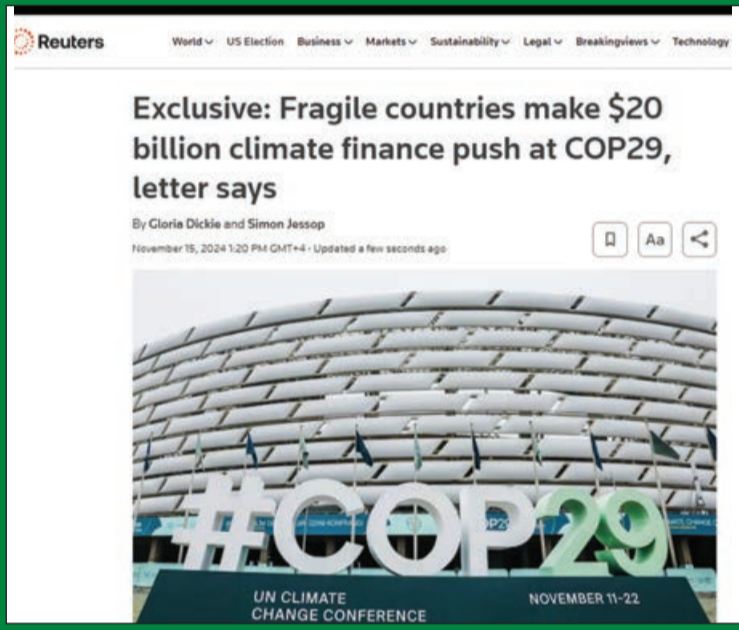 Reuters World US Election Business Markets Sustainability Legal Breakingviews Technology
Exclusive: Fragile countries make $20
billion climate finance push at COP29,
letter says
By Gloria Dickie and Simon Jessop
November 15, 2024 1:20 PM GMT+4 · Updated a few seconds ago
Aa
#COP29
UN CLIMATE
CHANGE CONFERENCE
NOVEMBER 11-22